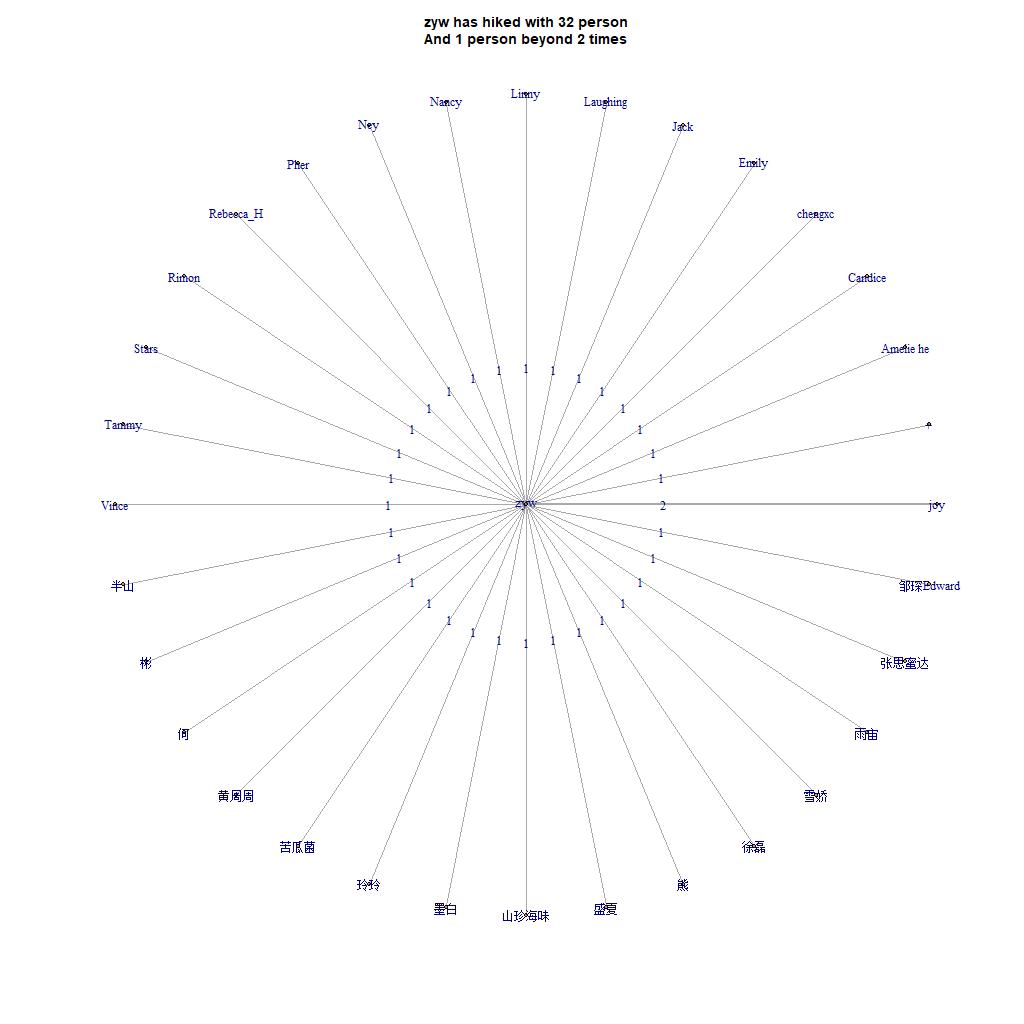 zyw has hiked with 32 person
And 1 person beyond 2 times
Linny
Nancy
Laughing
Ney
Jack
Pher
Emily
Rebecca_H
chengxc
Rimon
Candice
Stars
Amelie he
1
1
1
1
1
1
1
1
1
1
1
Tammy
1
1
1
1
zyw
Vince
1
2
joy
1
1
1
1
半山
1
1
邹琛Edward
1
1
1
1
1
1
1
1
1
彬
张思蜜达
何
雨宙
黄周周
雪娇
苦瓜菌
徐磊
玲玲
熊
墨白
山珍海味
盛夏